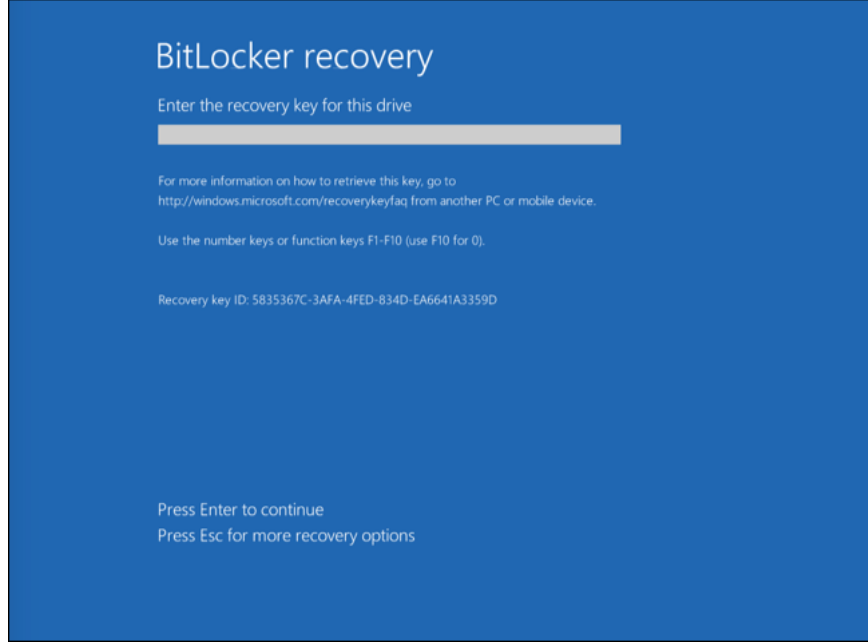 BitLocker recovery
Enter the recovery key for this drive
For more information on how to retrieve this key, go to
http://windows.microsoft.com/recoverykeyfaq from another PC or mobile device.
Use the number keys or function keys F1-F10 (use F10 for 0).
Recovery key ID: 5835367C-3AFA-4FED-834D-EA6641A3359D
Press Enter to continue
Press Esc for more recovery options